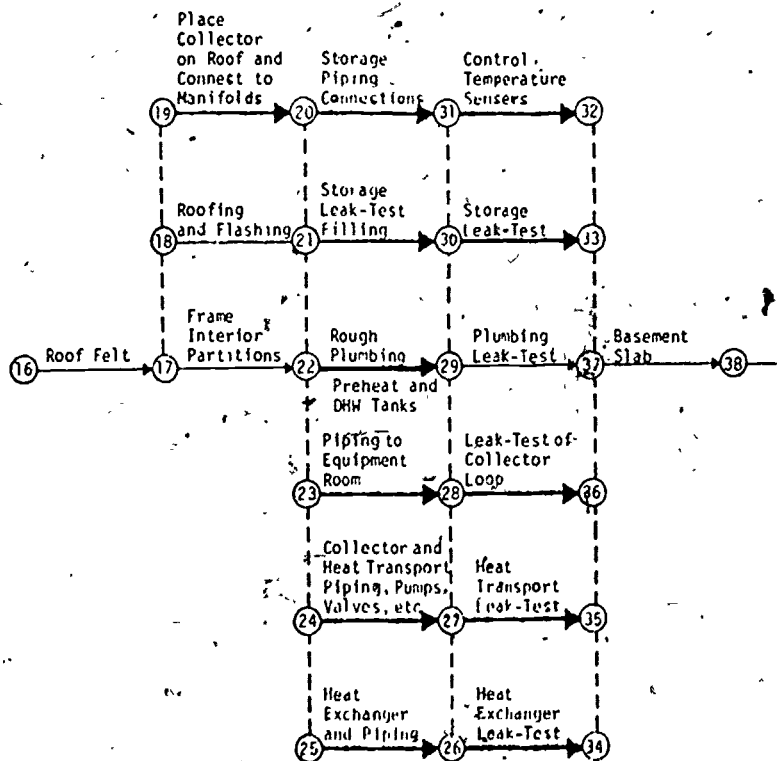 Place
Collector
on Roof and
Connect to
Manifolds
Storage
Piping
Connections
Control,
Temperature
Sensers
19
20
31
32
Roofing
and Flashing
Storage
Leak-Test
Filling
Storage
Leak-Test
18
21
30
33
Roof Felt
Frame
Interior
Partitions
Rough
Plumbing
Plumbing
Leak-Test
Basement
Slab
16
17
22
29
37
38
Preheat and
DHW Tanks
Piping to
Equipment
Room
Leak-Test of
Collector
Loop
23
28
36
Collector and
Heat Transport
Piping, Pumps,
Valves, etc
Heat
Transport
Leak-Test
24
27
35
Heat
Exchanger
and Piping
Heat
Exchanger
Leak-Test
25
26
34